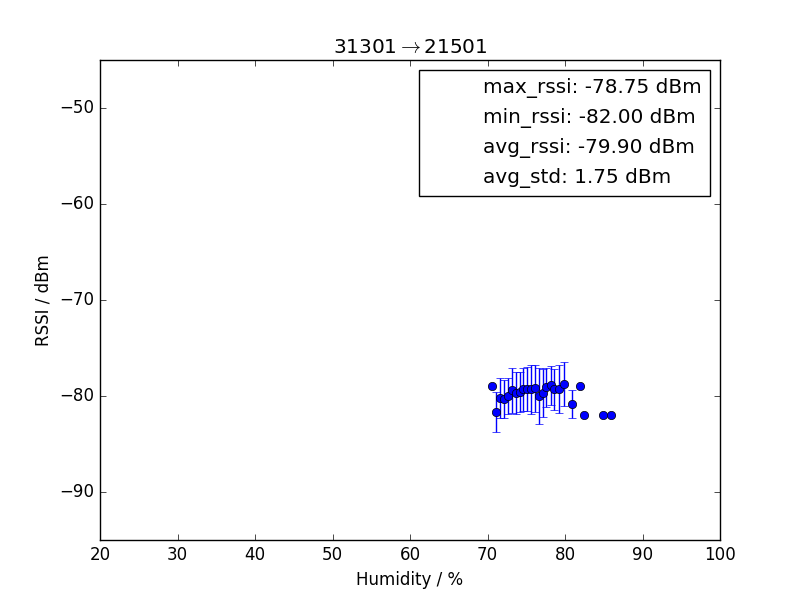 31301→21501
max_rssi: -78.75 dBm
min_rssi: -82.00 dBm
avg_rssi: -79.90 dBm
avg_std: 1.75 dBm
RSSI / dBm
−50
−60
−70
−80
−90
20 30 40 50 60 70 80 90 100
Humidity / %